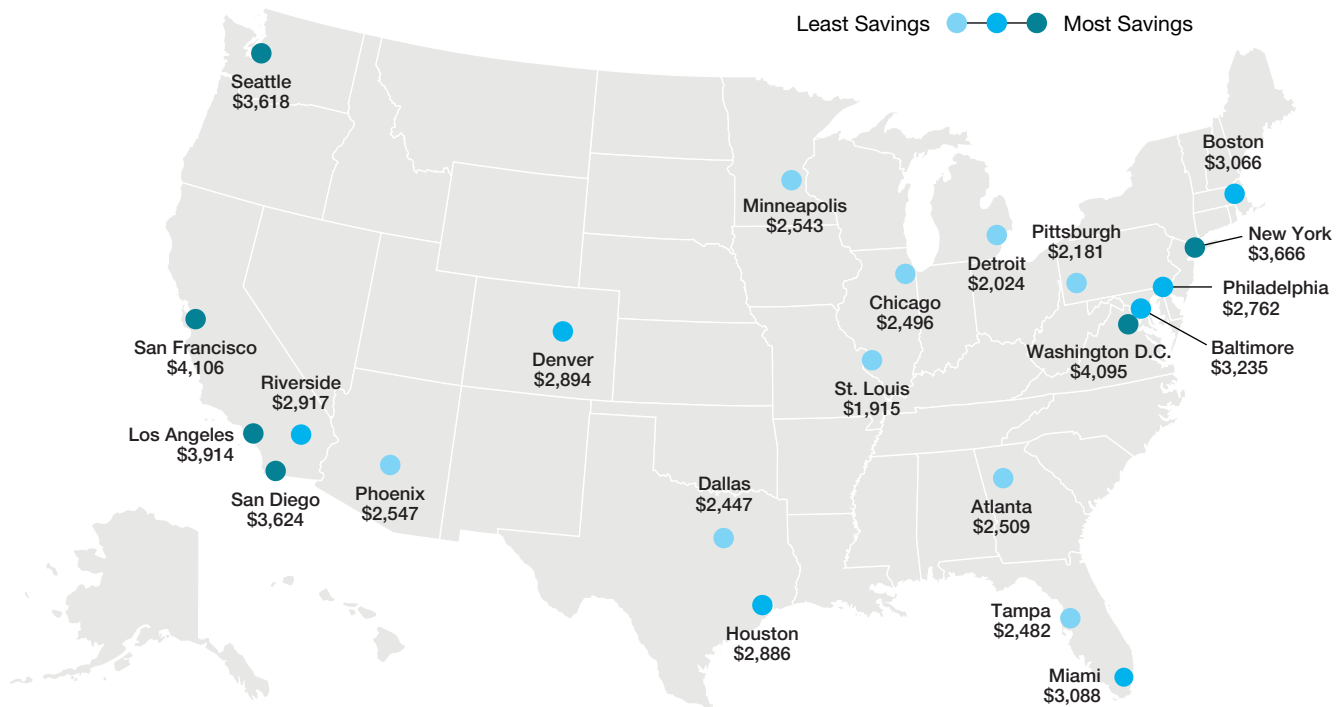 Least Savings
Most Savings
Seattle
$3,618
Boston
$3,066
Minneapolis
$2,543
Pittsburgh
$2,181
New York
$3,666
Detroit
$2,024
Philadelphia
$2,762
Chicago
$2,496
San Francisco
$4,106
Denver
$2,894
Washington D.C.
$4,095
Baltimore
$3,235
Riverside
$2,917
St. Louis
$1,915
Los Angeles
$3,914
San Diego
$3,624
Phoenix
$2,547
Dallas
$2,447
Atlanta
$2,509
Houston
$2,886
Tampa
$2,482
Miami
$3,088